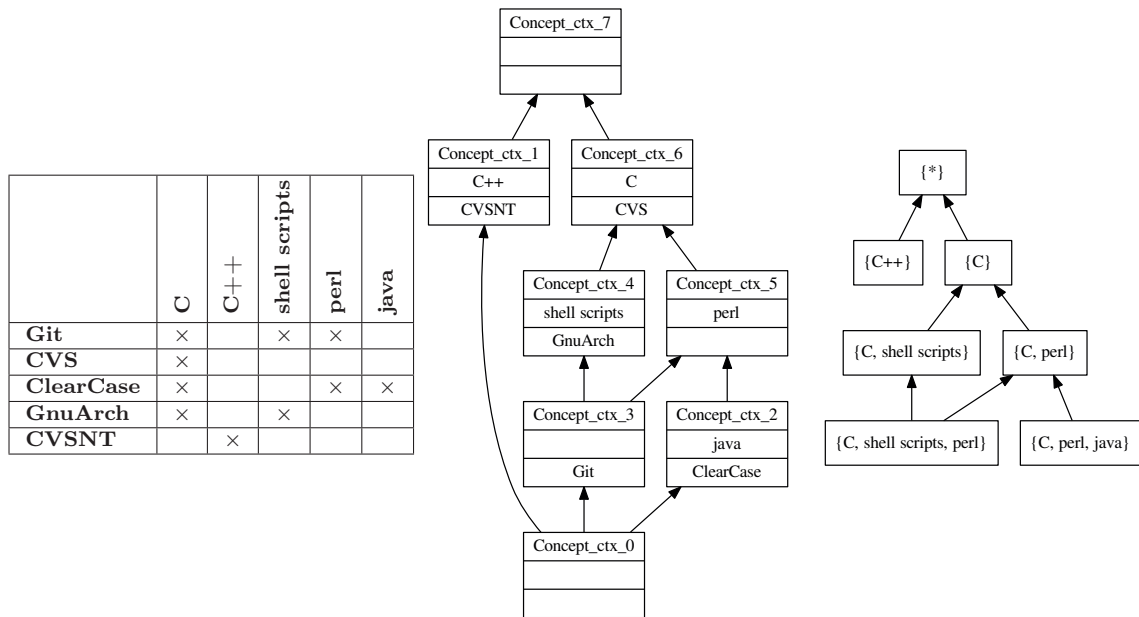 C C++ shell scripts perl java
Git × × ×
CVS ×
ClearCase × × ×
GnuArch × ×
CVSNT ×
Concept_ctx_7
Concept_ctx_1
C++
CVSNT
Concept_ctx_6
C
CVS
Concept_ctx_4
shell scripts
GnuArch
Concept_ctx_5
perl
Concept_ctx_3
Git
Concept_ctx_2
java
ClearCase
Concept_ctx_0
{*}
{C++}
{C}
{C, shell scripts}
{C, perl}
{C, shell scripts, perl}
{C, perl, java}